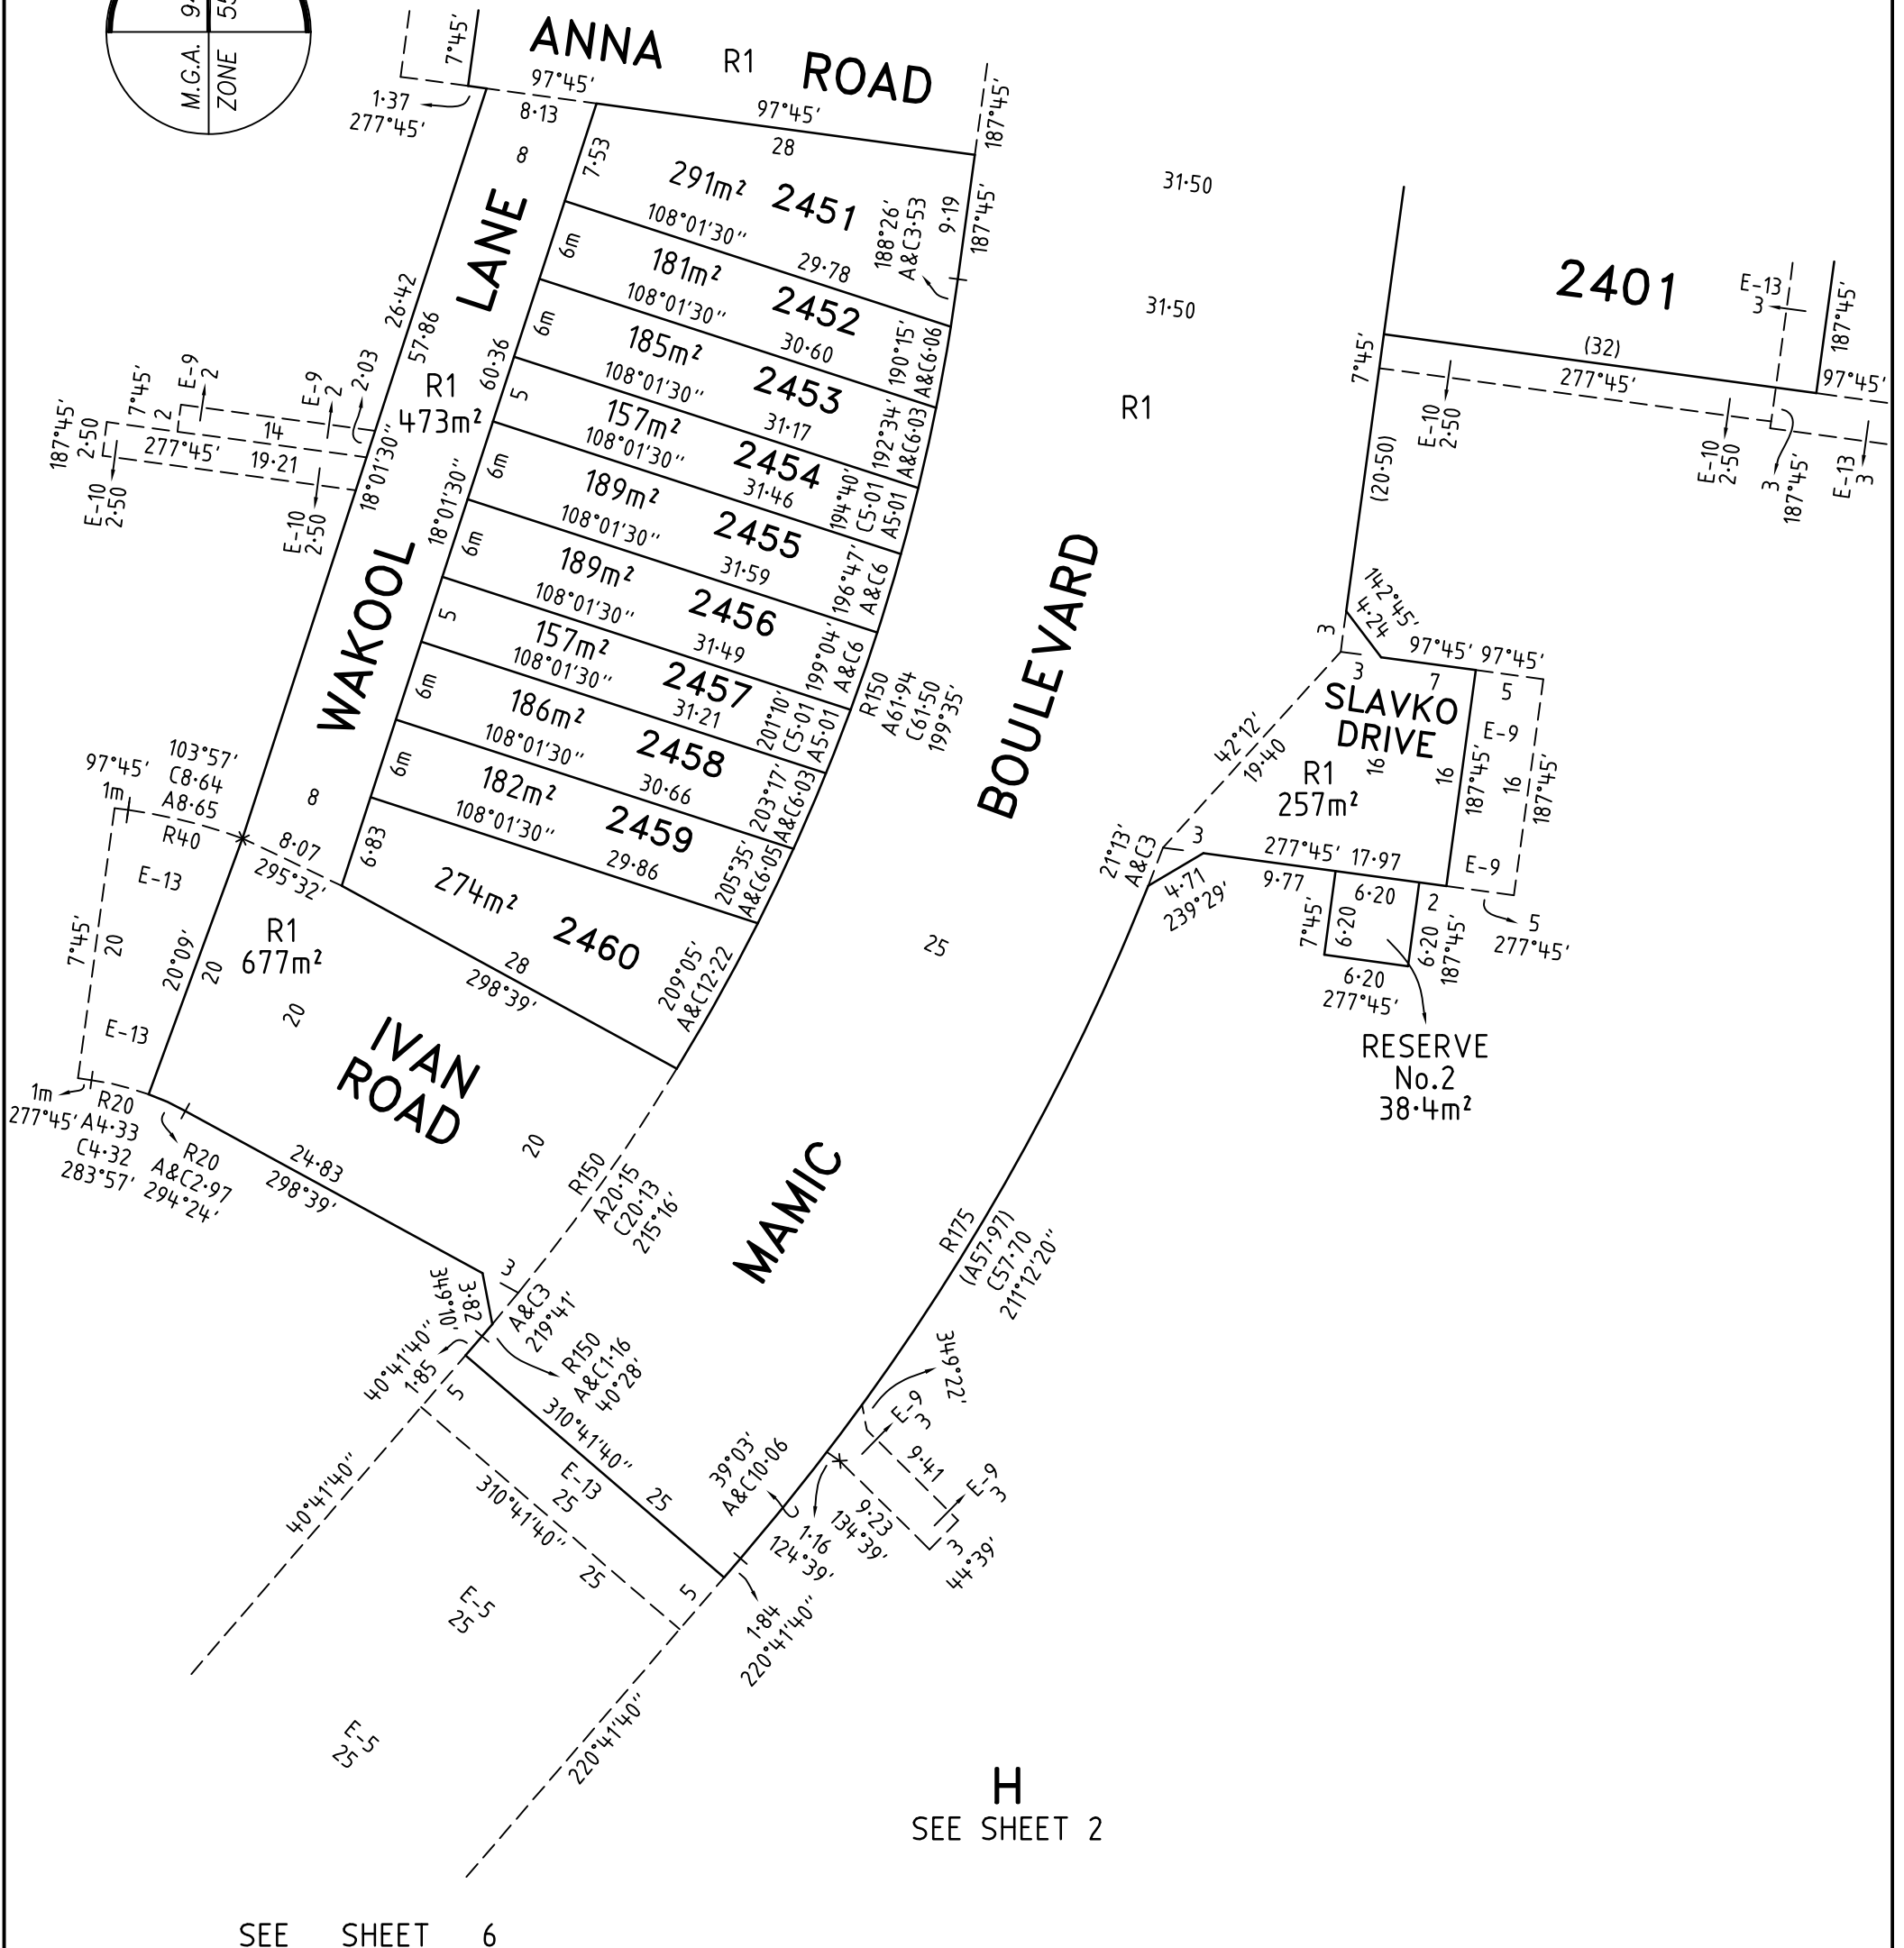 M.G.A. 9
ZONE 55
ANNA R1 ROAD
7°45'
97°45'
8·13
1·37
277°45'
97°45'
28
187°45'
8
7·53
291m² 2451
108°01'30"
29·78
188°26'
A&C3·53
9·19
187°45'
6m
181m² 2452
108°01'30"
30·60
190°15'
A&C6·06
6m
185m² 2453
108°01'30"
31·17
192°34'
A&C6·03
5
157m² 2454
108°01'30"
31·46
194°40'
C5·01
A5·01
6m
189m² 2455
108°01'30"
31·59
196°47'
A&C6
6m
189m² 2456
108°01'30"
31·49
199°04'
A&C6
5
157m² 2457
108°01'30"
31·21
201°10'
C5·01
A5·01
6m
186m² 2458
108°01'30"
30·66
203°17'
A&C6·03
6m
182m² 2459
108°01'30"
29·86
205°35'
A&C6·05
6·83
274m² 2460
28
298°39'
209°05'
A&C12·22
WAKOOL LANE
26·42
57·86
60·36
2·03
R1
473m²
18°01'30"
18°01'30"
8
E-9
2
E-9
2
7°45'
2
14
187°45'
2·50
277°45' 19·21
E-10
2·50
E-10
2·50
R150
A61·94
C61·50
199°35'
31·50
31·50
R1
MAMIC BOULEVARD
25
2401
(32)
277°45'
E-13
3
187°45'
97°45'
7°45'
(20·50)
E-10
2·50
E-10
2·50
3
187°45'
E-13
3
142°45'
4·24
3
3
97°45' 97°45'
7
5
SLAVKO
DRIVE
16
16
187°45'
E-9
16
187°45'
42°12'
19·40
R1
257m²
21°13'
A&C3
3
277°45' 17·97
E-9
4·71
239°29'
9·77
6·20
2
7°45'
6·20
6·20
187°45'
5
277°45'
6·20
277°45'
RESERVE
No.2
38·4m²
97°45'
1m
103°57'
C8·64
A8·65
R40
8·07
295°32'
E-13
7°45'
20
20°09'
20
R1
677m²
20
E-13
IVAN
ROAD
20
1m
277°45'
R20
A4·33
C4·32
283°57'
R20
A&C2·97
294°24'
24·83
298°39'
R150
A20·15
C20·13
215°16'
3
3·82
349°10'
A&C3
219°41'
R150
A&C1·16
40°28'
40°41'40"
1·85
5
310°41'40"
25
E-13
25
310°41'40"
25
5
40°41'40"
E-5
25
E-5
25
220°41'40"
R175
(A57·97)
C57·70
211°12'20"
349°22'
E-9
3
9·41
E-9
3
39°03'
A&C10·06
9·23
134°39'
1·16
124°39'
3
44°39'
1·84
220°41'40"
H
SEE SHEET 2
SEE SHEET 6